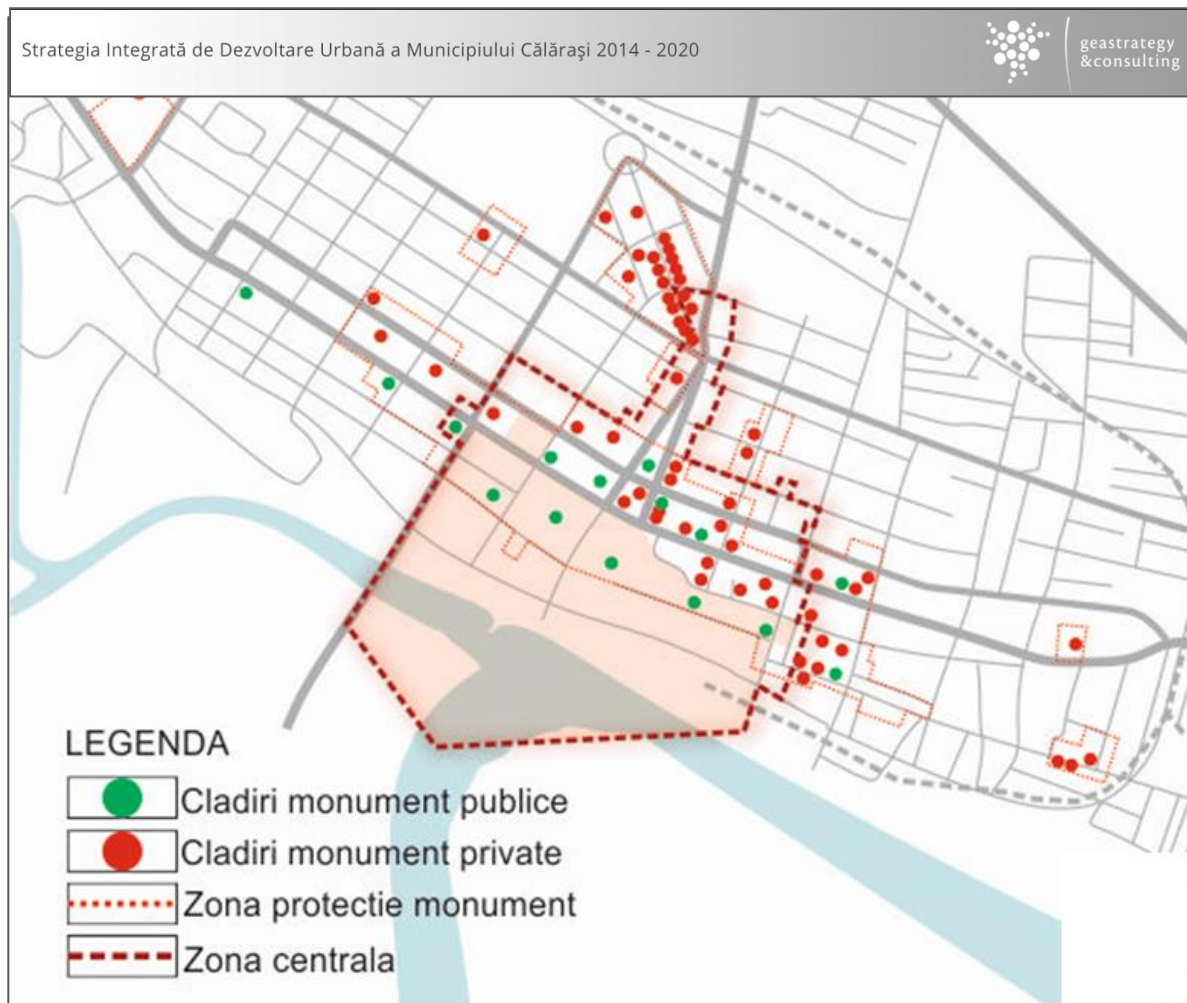 Strategia Integrată de Dezvoltare Urbană a Municipiului Călăraşi 2014 - 2020
geastrategy
&consulting
LEGENDA
Cladiri monument publice
Cladiri monument private
Zona protectie monument
Zona centrala